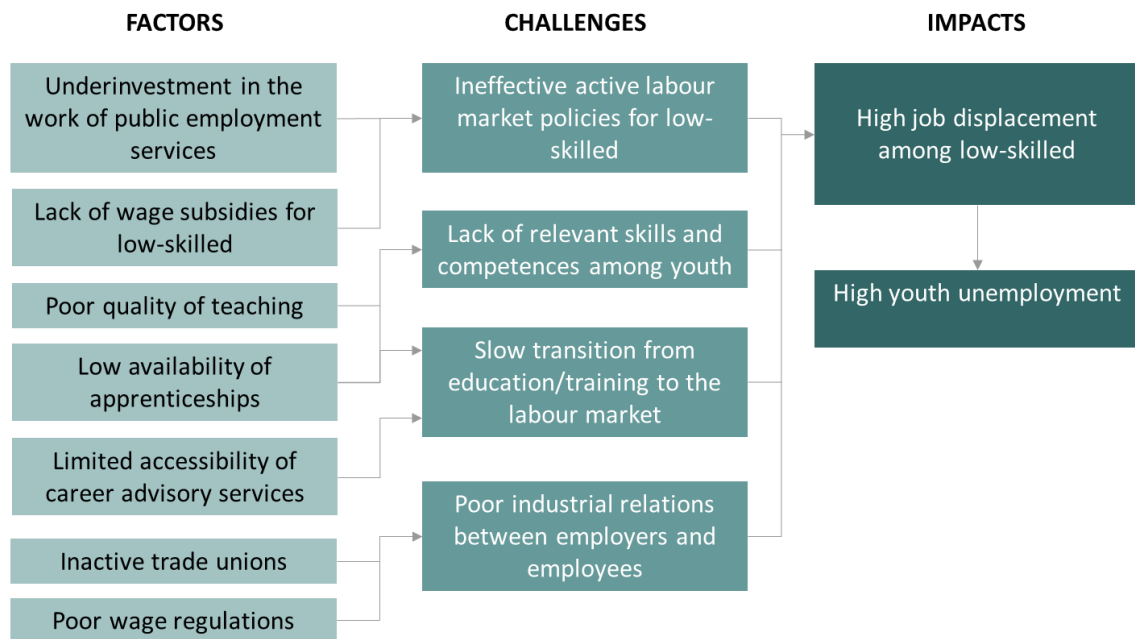 FACTORS
CHALLENGES
IMPACTS
Underinvestment in the
work of public employment
services
Lack of wage subsidies for
low-skilled
Poor quality of teaching
Low availability of
apprenticeships
Limited accessibility of
career advisory services
Inactive trade unions
Poor wage regulations
Ineffective active labour
market policies for low-
skilled
Lack of relevant skills and
competences among youth
Slow transition from
education/training to the
labour market
Poor industrial relations
between employers and
employees
High job displacement
among low-skilled
High youth unemployment